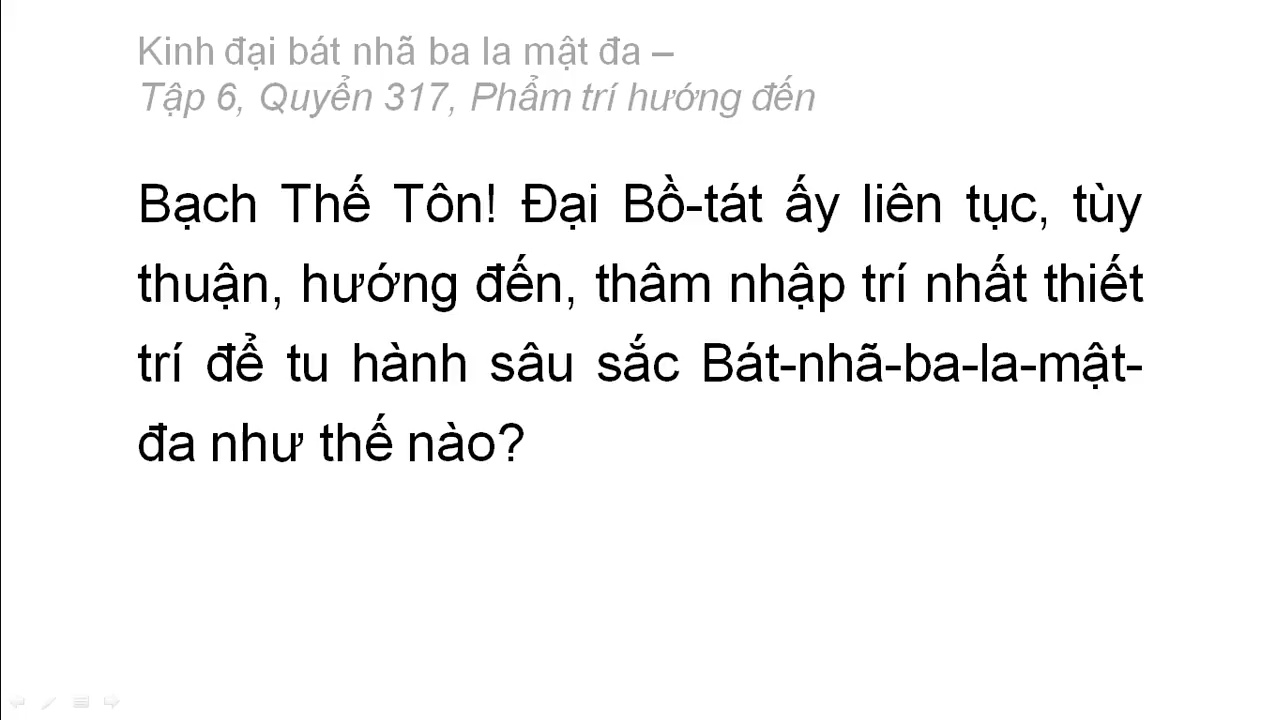 Kinh đại bát nhã ba la mật đa –
Tập 6, Quyển 317, Phẩm trí hướng đến
Bạch Thế Tôn! Đại Bồ-tát ấy liên tục, tùy
thuận, hướng đến, thâm nhập trí nhất thiết
trí để tu hành sâu sắc Bát-nhã-ba-la-mật-
đa như thế nào?